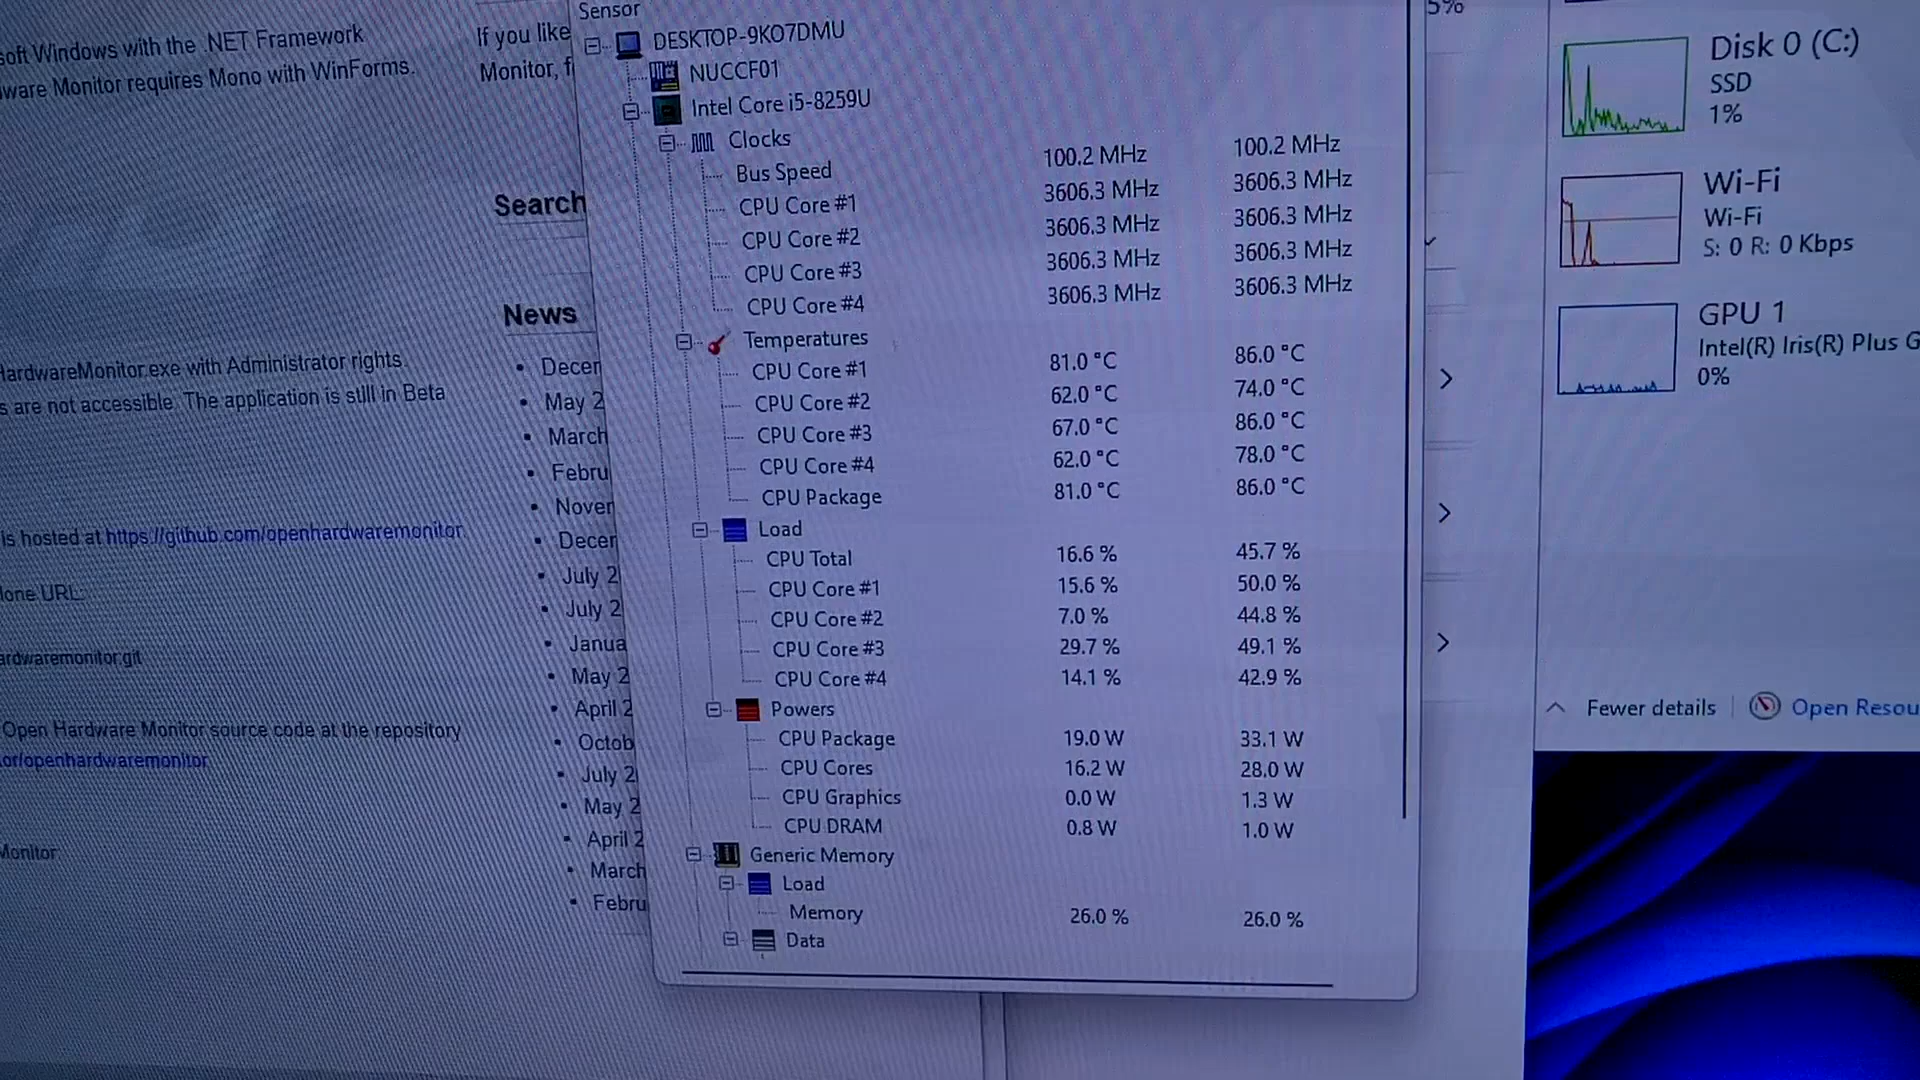 soft Windows with the .NET Framework
ware Monitor requires Mono with WinForms.
HardwareMonitor.exe with Administrator rights.
s are not accessible. The application is still in Beta
is hosted at https://github.com/openhardwaremonitor.
lone URL:
ardwaremonitor.git
Open Hardware Monitor source code at the repository
or/openhardwaremonitor
Monitor
If you like
Monitor, f
Search
News
Decem
May 2
March
Febru
Novem
Decem
July 2
July 2
Janua
May 2
April 2
Octob
July 2
May 2
April 2
March
Febru
Sensor
DESKTOP-9KO7DMU
NUCCF01
Intel Core i5-8259U
Clocks
Bus Speed 100.2 MHz 100.2 MHz
CPU Core #1 3606.3 MHz 3606.3 MHz
CPU Core #2 3606.3 MHz 3606.3 MHz
CPU Core #3 3606.3 MHz 3606.3 MHz
CPU Core #4 3606.3 MHz 3606.3 MHz
Temperatures
CPU Core #1 81.0 °C 86.0 °C
CPU Core #2 62.0 °C 74.0 °C
CPU Core #3 67.0 °C 86.0 °C
CPU Core #4 62.0 °C 78.0 °C
CPU Package 81.0 °C 86.0 °C
Load
CPU Total 16.6 % 45.7 %
CPU Core #1 15.6 % 50.0 %
CPU Core #2 7.0 % 44.8 %
CPU Core #3 29.7 % 49.1 %
CPU Core #4 14.1 % 42.9 %
Powers
CPU Package 19.0 W 33.1 W
CPU Cores 16.2 W 28.0 W
CPU Graphics 0.0 W 1.3 W
CPU DRAM 0.8 W 1.0 W
Generic Memory
Load
Memory 26.0 % 26.0 %
Data
5%
Disk 0 (C:)
SSD
1%
Wi-Fi
Wi-Fi
S: 0 R: 0 Kbps
GPU 1
Intel(R) Iris(R) Plus G
0%
Fewer details
Open Resou